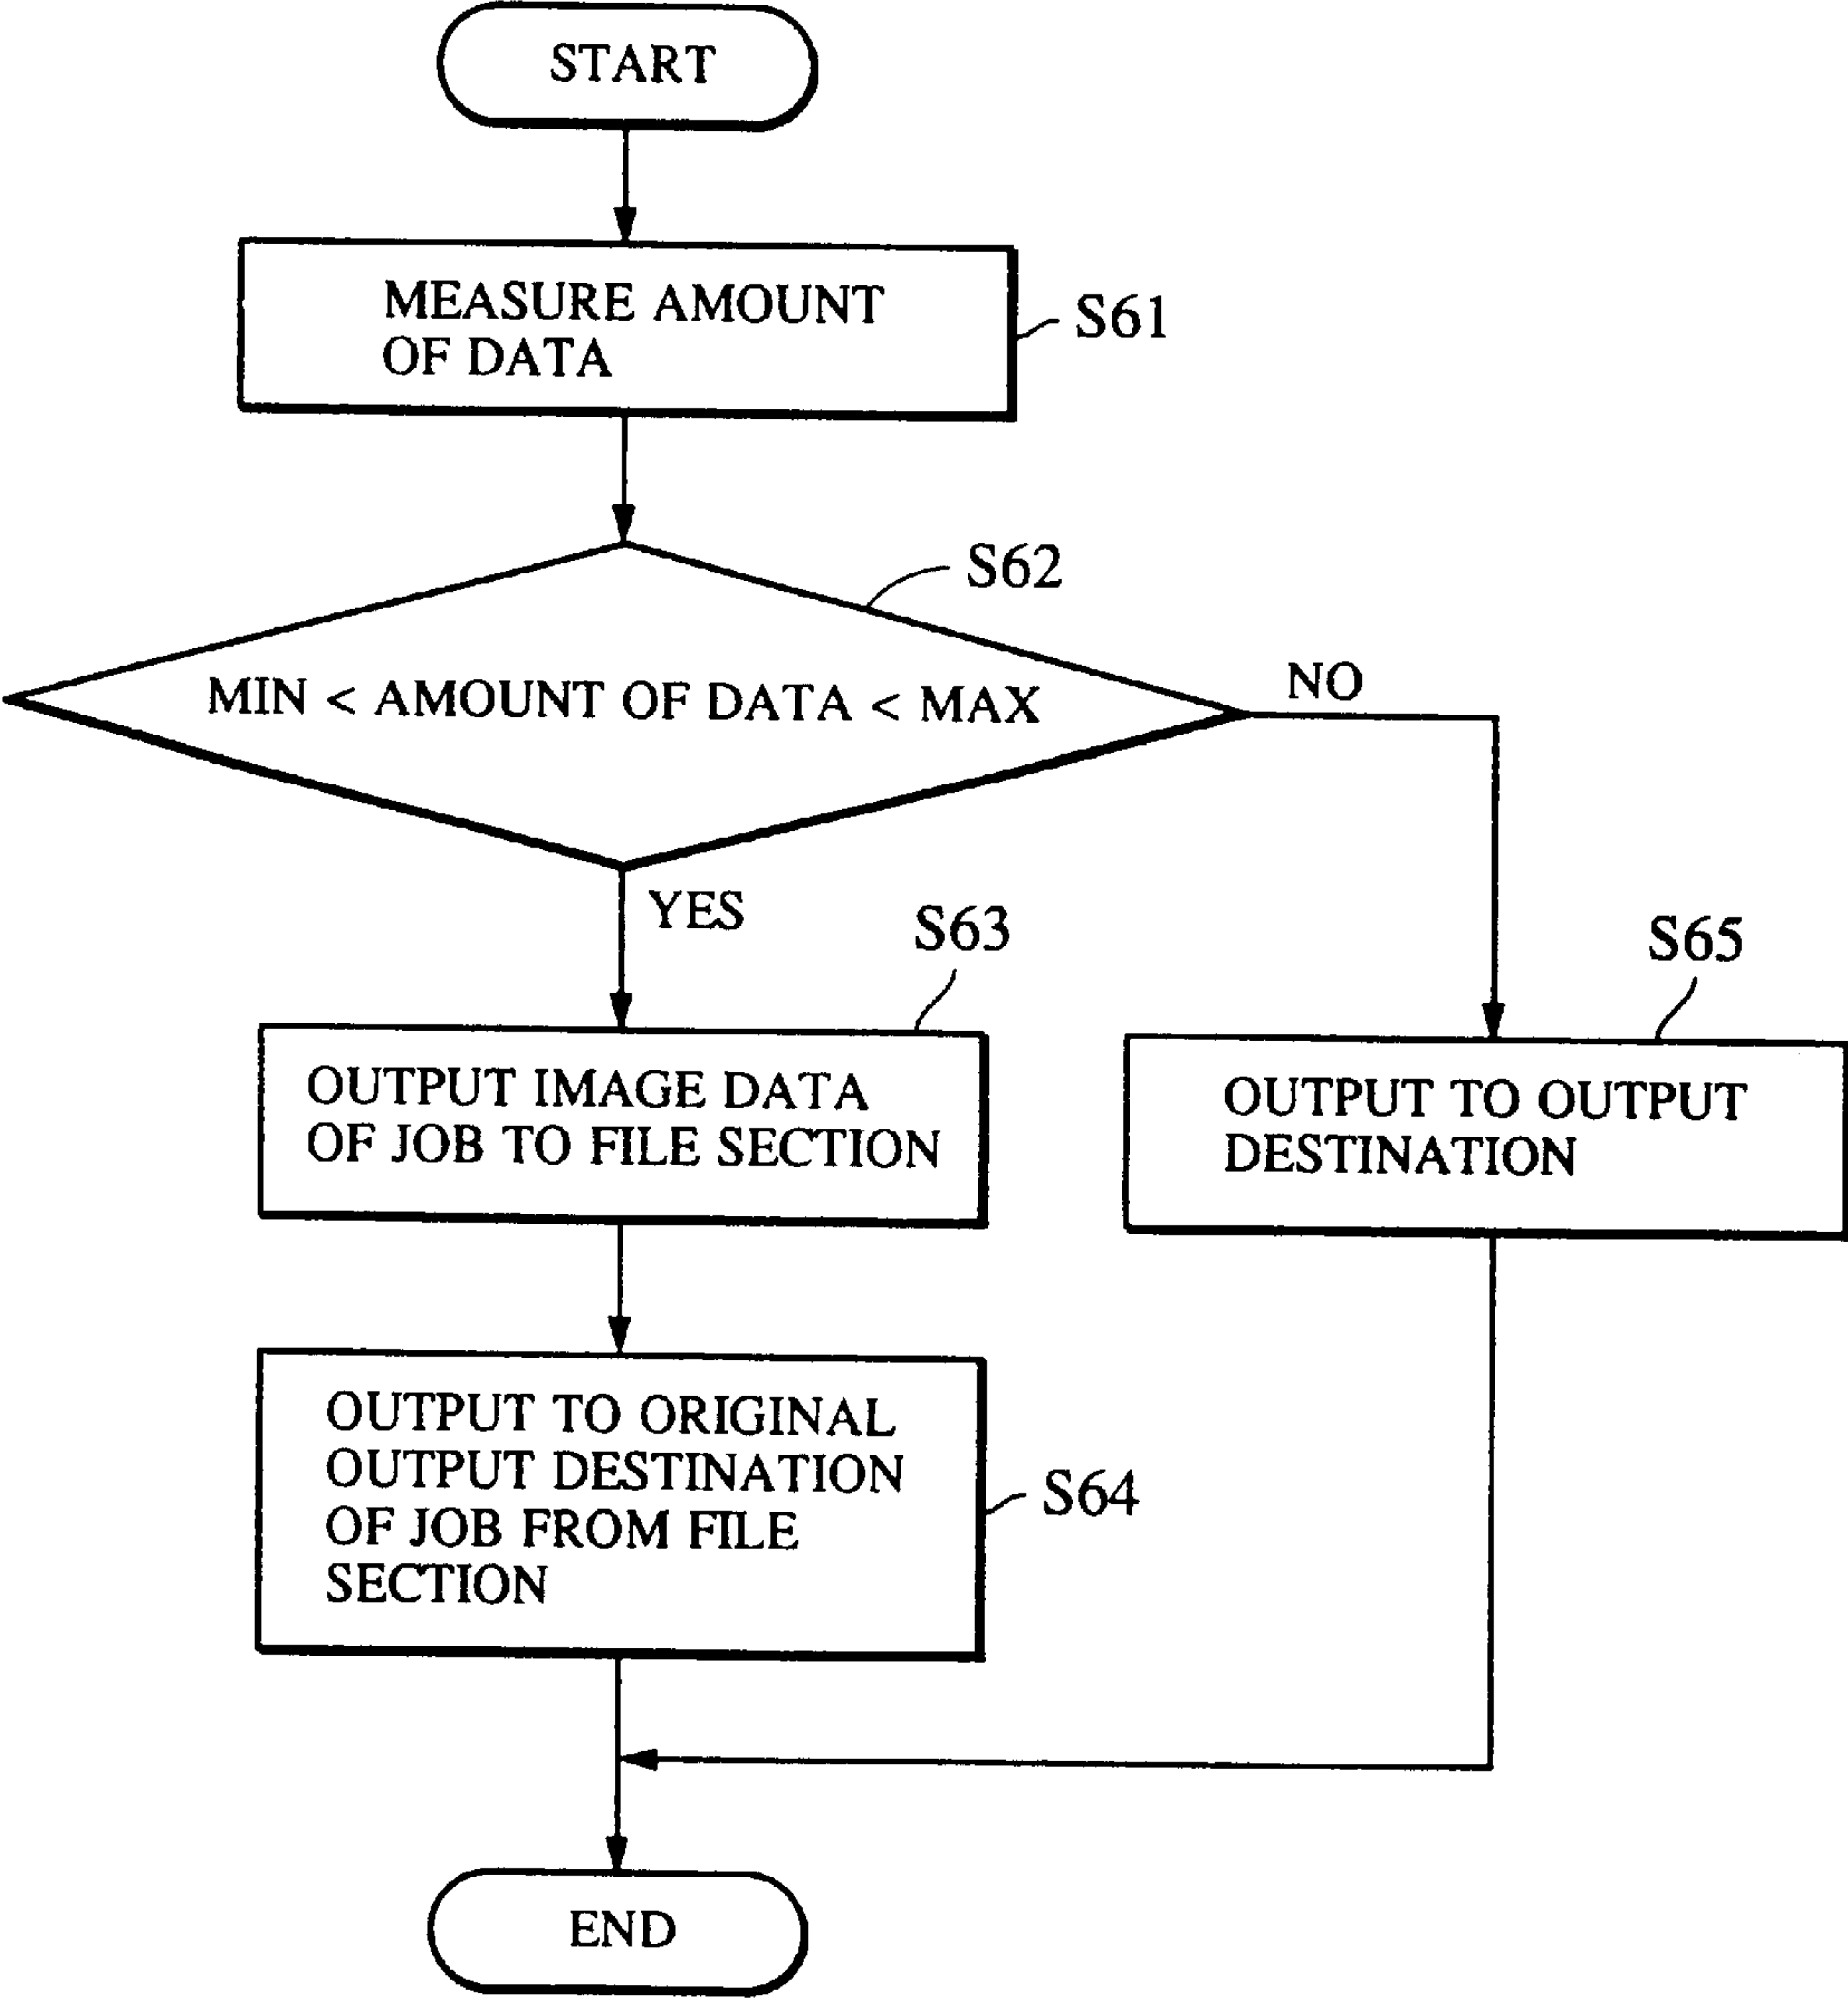 START
MEASURE AMOUNT
OF DATA
S61
S62
MIN < AMOUNT OF DATA < MAX
NO
YES
S63
S65
OUTPUT IMAGE DATA
OF JOB TO FILE SECTION
OUTPUT TO OUTPUT
DESTINATION
OUTPUT TO ORIGINAL
OUTPUT DESTINATION
OF JOB FROM FILE
SECTION
S64
END